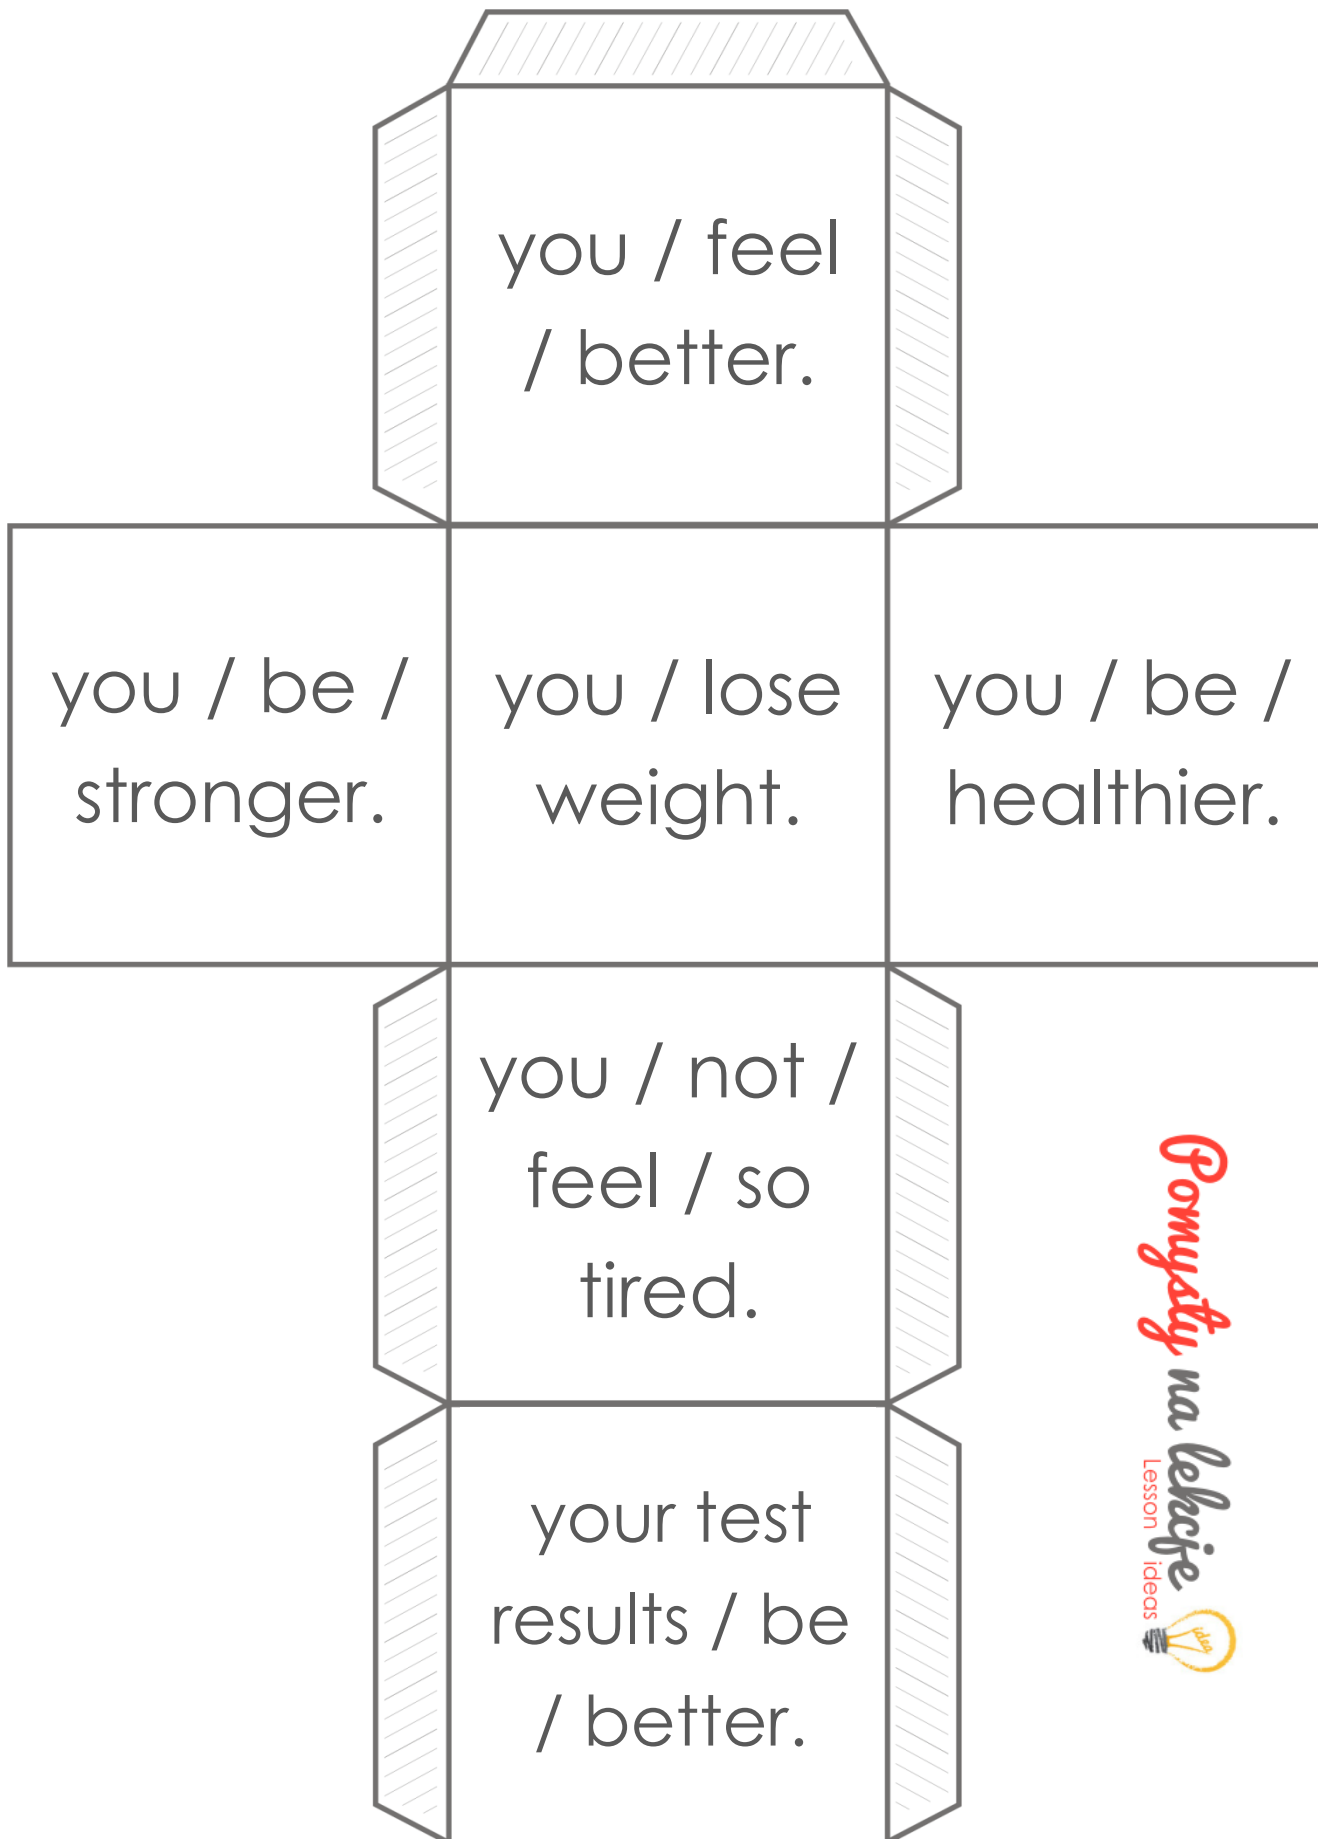 you / feel
/ better.
you / be /
stronger.
you / lose
weight.
you / be /
healthier.
you / not /
feel / so
tired.
your test
results / be
/ better.
Pomysły na lekcje
Lesson ideas
idea